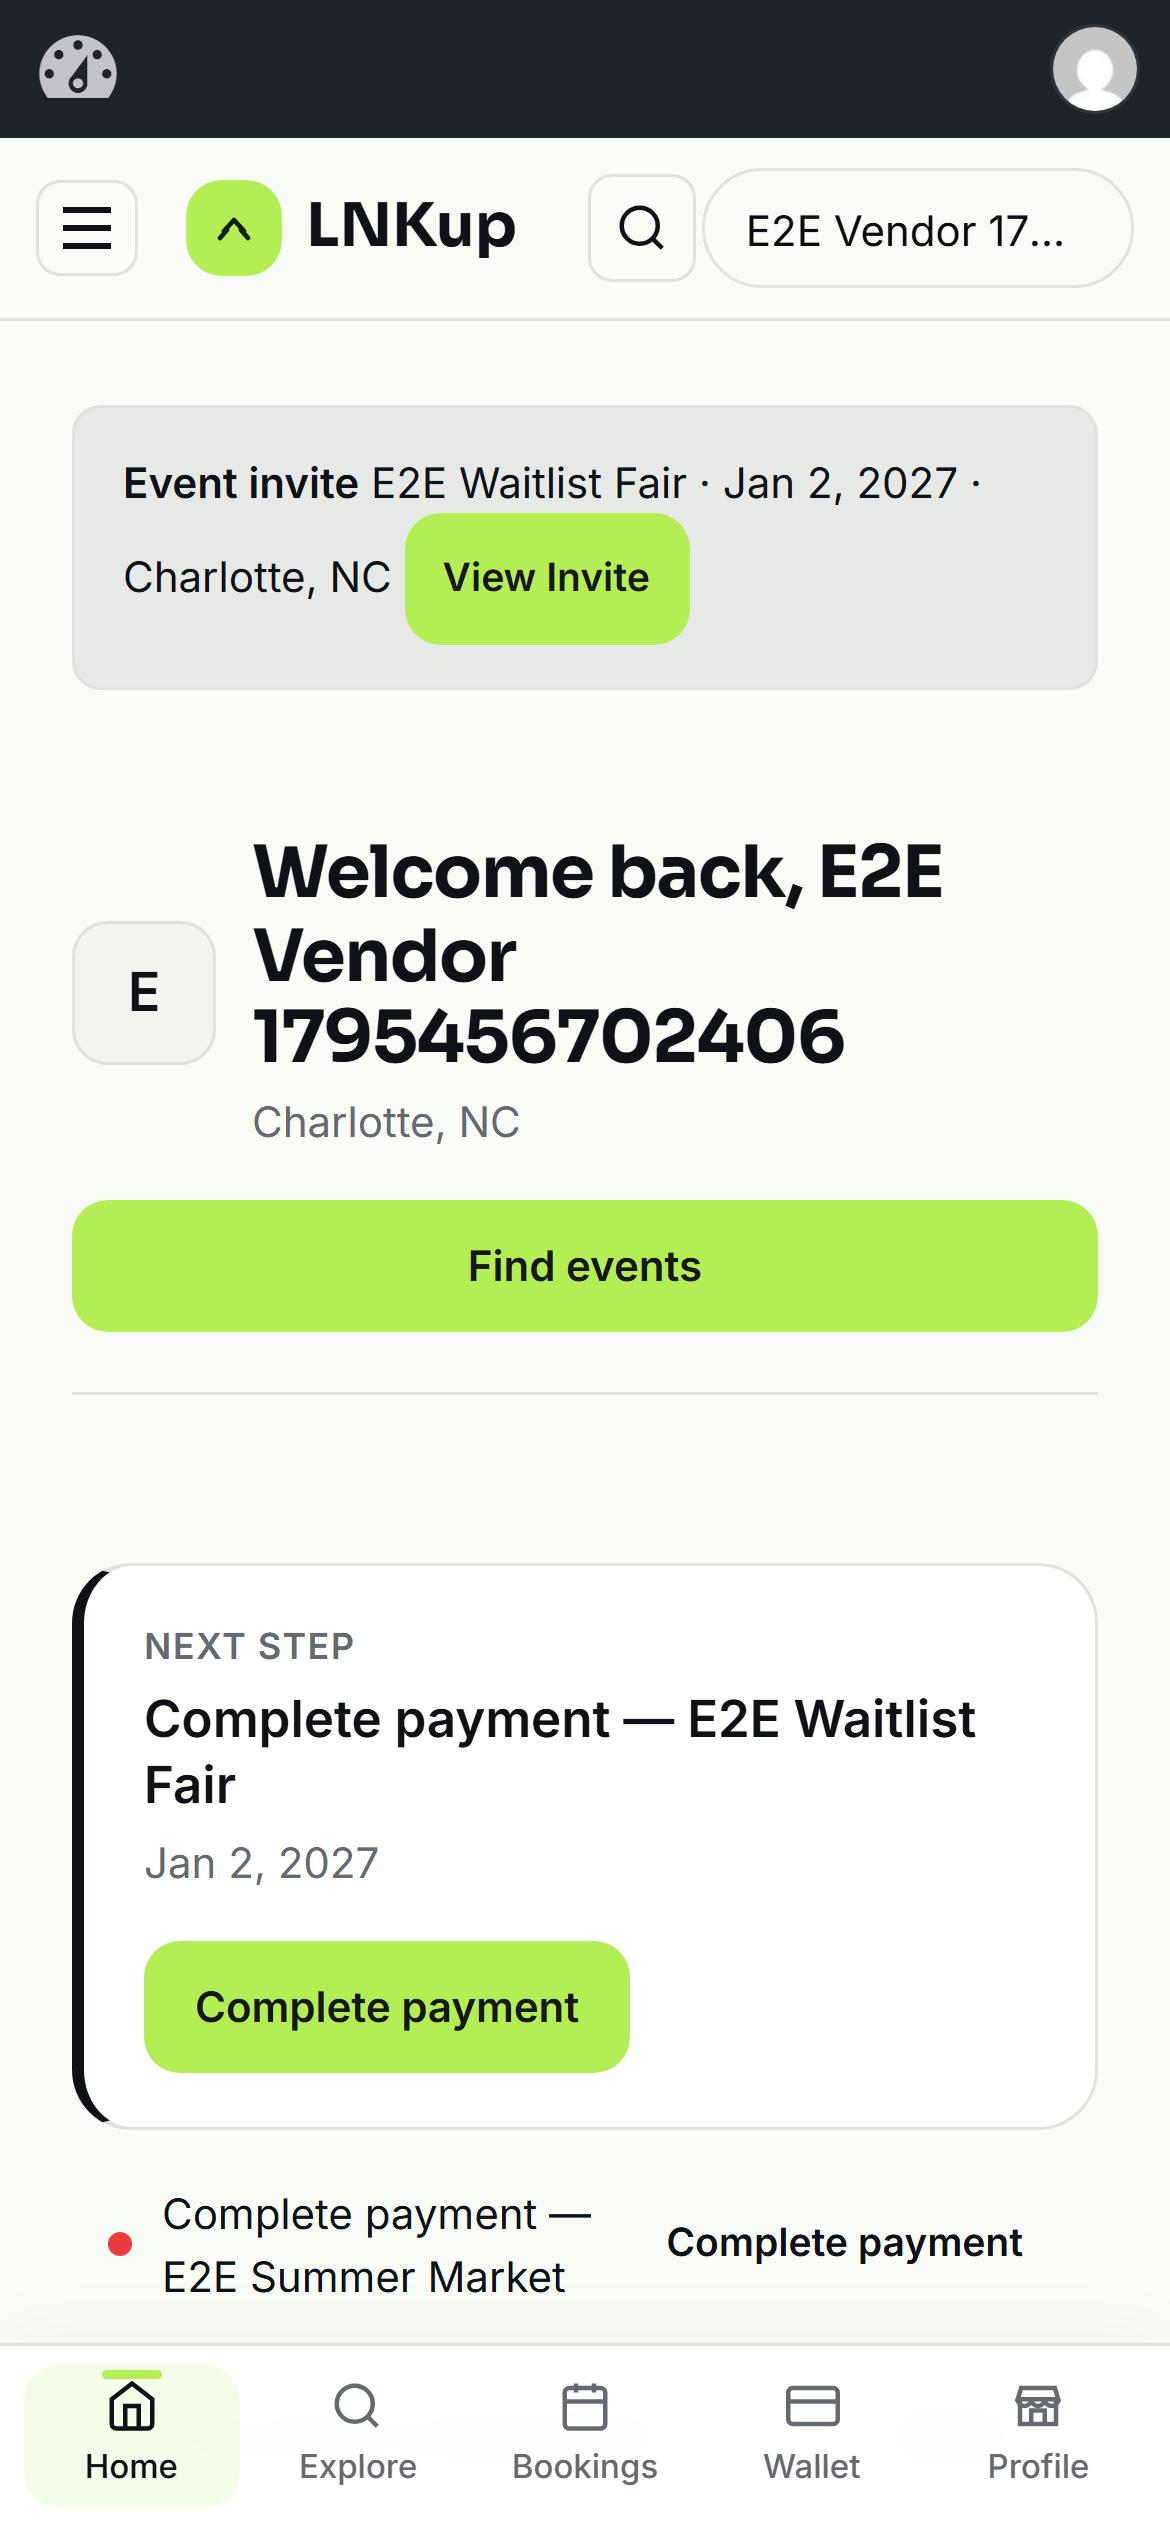 LNKup
E2E Vendor 17...
Event invite E2E Waitlist Fair · Jan 2, 2027 ·
Charlotte, NC View Invite
E
Welcome back, E2E
Vendor
1795456702406
Charlotte, NC
Find events
NEXT STEP
Complete payment — E2E Waitlist
Fair
Jan 2, 2027
Complete payment
Complete payment —
E2E Summer Market
Complete payment
Home
Explore
Bookings
Wallet
Profile